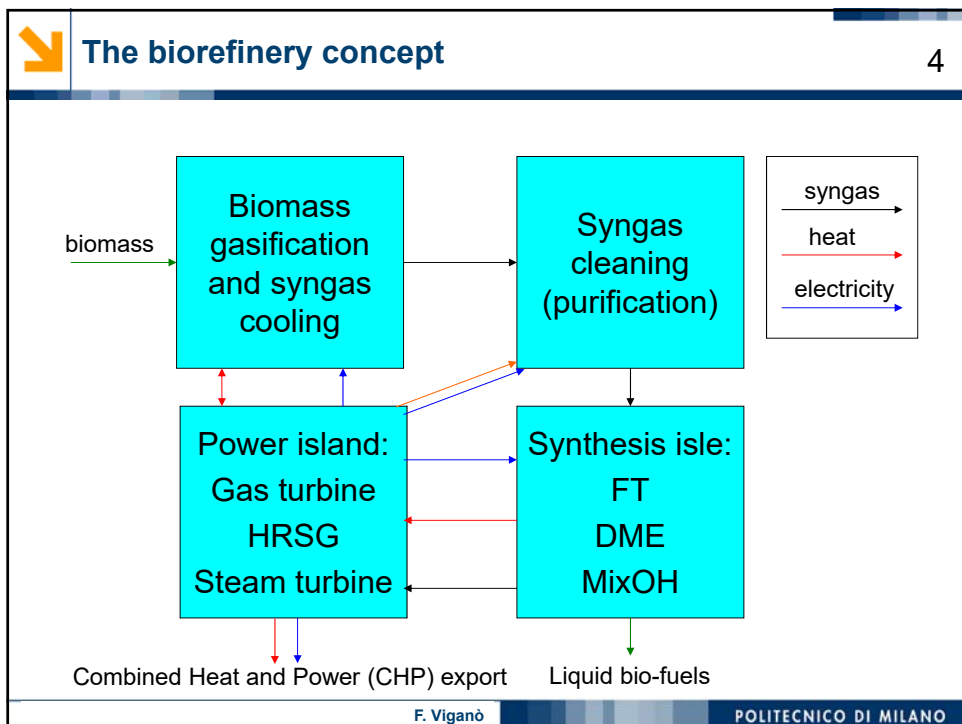 The biorefinery concept
4
biomass
Biomass
gasification
and syngas
cooling
Syngas
cleaning
(purification)
syngas
heat
electricity
Power island:
Gas turbine
HRSG
Steam turbine
Synthesis isle:
FT
DME
MixOH
Combined Heat and Power (CHP) export
Liquid bio-fuels
F. Viganò
POLITECNICO DI MILANO